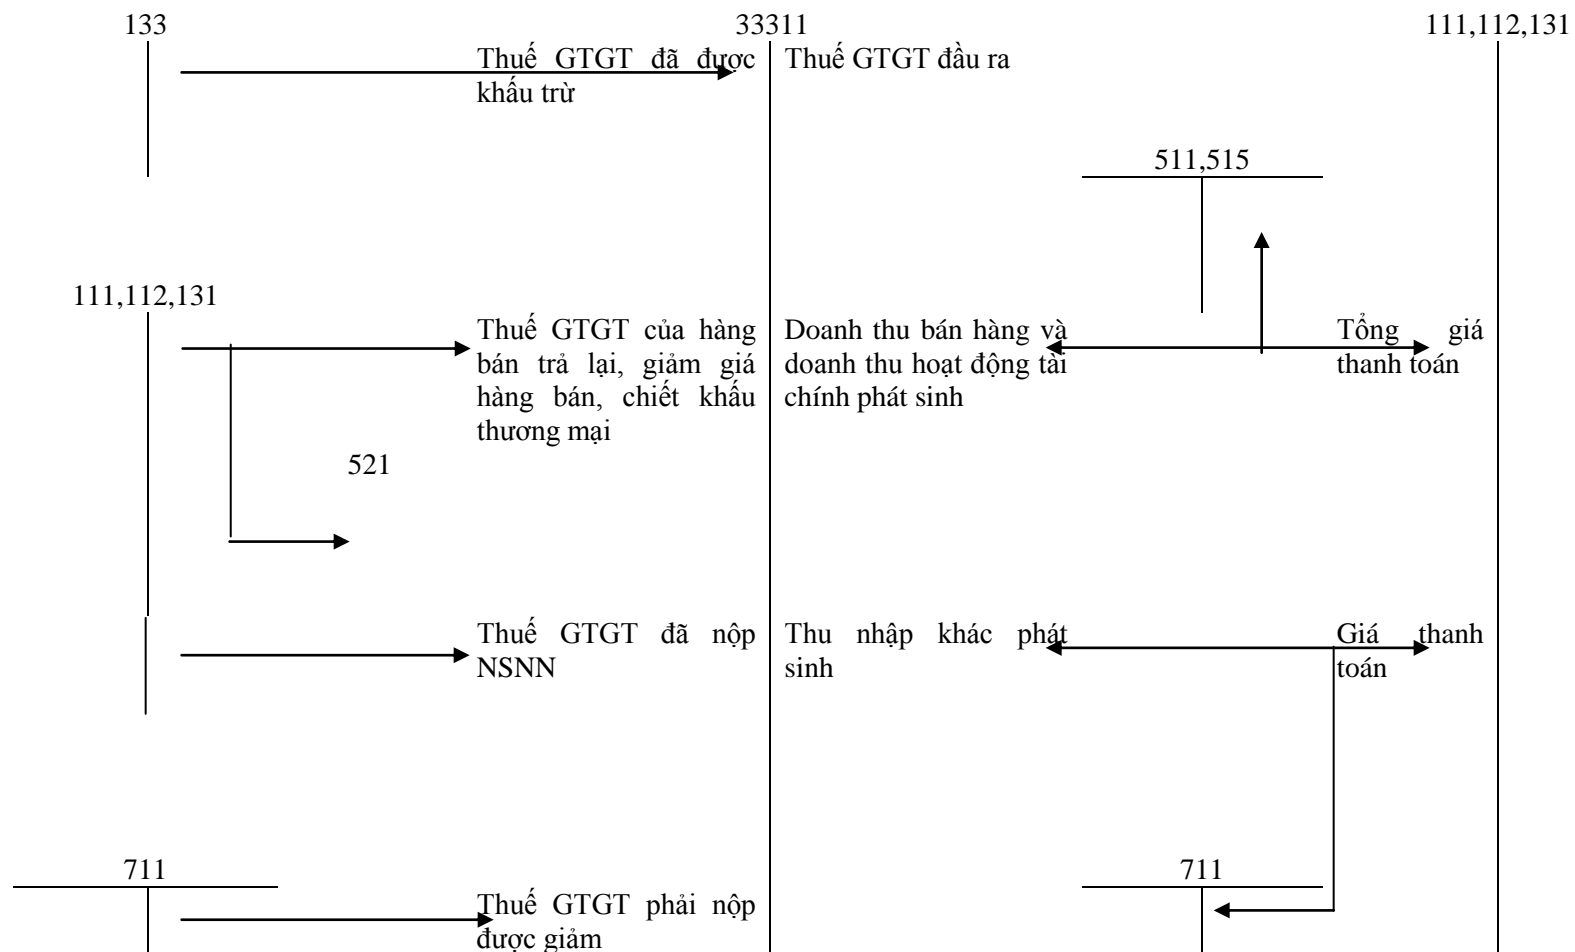 133
33311
111,112,131
Thuế GTGT đã được
khấu trừ
Thuế GTGT đầu ra
511,515
111,112,131
Thuế GTGT của hàng
bán trả lại, giảm giá
hàng bán, chiết khấu
thương mại
Doanh thu bán hàng và
doanh thu hoạt động tài
chính phát sinh
Tổng giá
thanh toán
521
Thuế GTGT đã nộp
NSNN
Thu nhập khác phát
sinh
Giá thanh
toán
711
711
Thuế GTGT phải nộp
được giảm